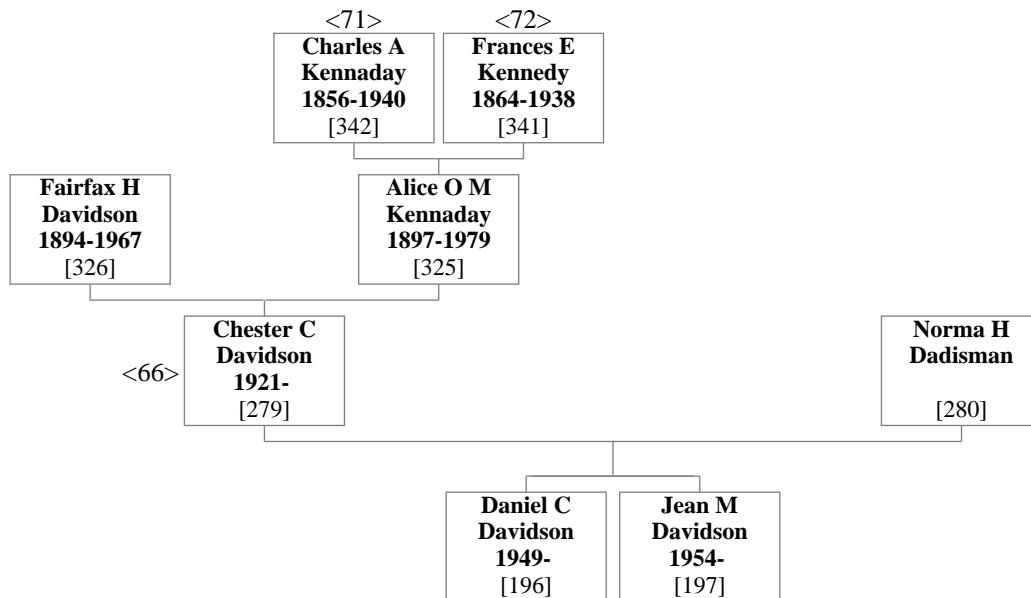 <71>
Charles A
Kennaday
1856-1940
[342]
<72>
Frances E
Kennedy
1864-1938
[341]
Fairfax H
Davidson
1894-1967
[326]
Alice O M
Kennaday
1897-1979
[325]
<66>
Chester C
Davidson
1921-
[279]
Norma H
Dadisman
[280]
Daniel C
Davidson
1949-
[196]
Jean M
Davidson
1954-
[197]